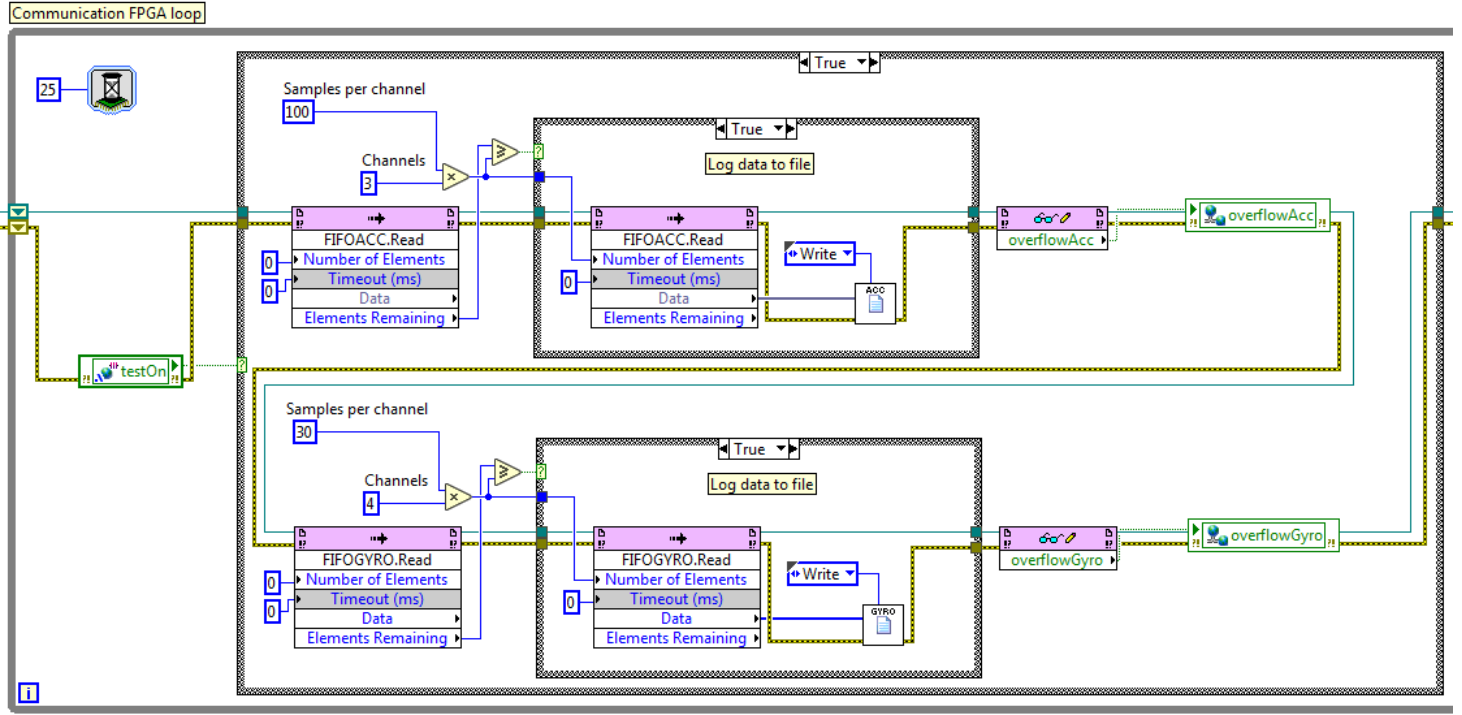 Communication FPGA loop
True
25
Samples per channel
100
True
Channels
3
Log data to file
FIFOACC.Read
Number of Elements
Timeout (ms)
Data
Elements Remaining
0
0
FIFOACC.Read
Number of Elements
Timeout (ms)
Data
Elements Remaining
0
Write
ACC
overflowAcc
overflowAcc
testOn
Samples per channel
30
True
Channels
4
Log data to file
FIFOGYRO.Read
Number of Elements
Timeout (ms)
Data
Elements Remaining
0
0
FIFOGYRO.Read
Number of Elements
Timeout (ms)
Data
Elements Remaining
0
Write
GYRO
overflowGyro
overflowGyro
i